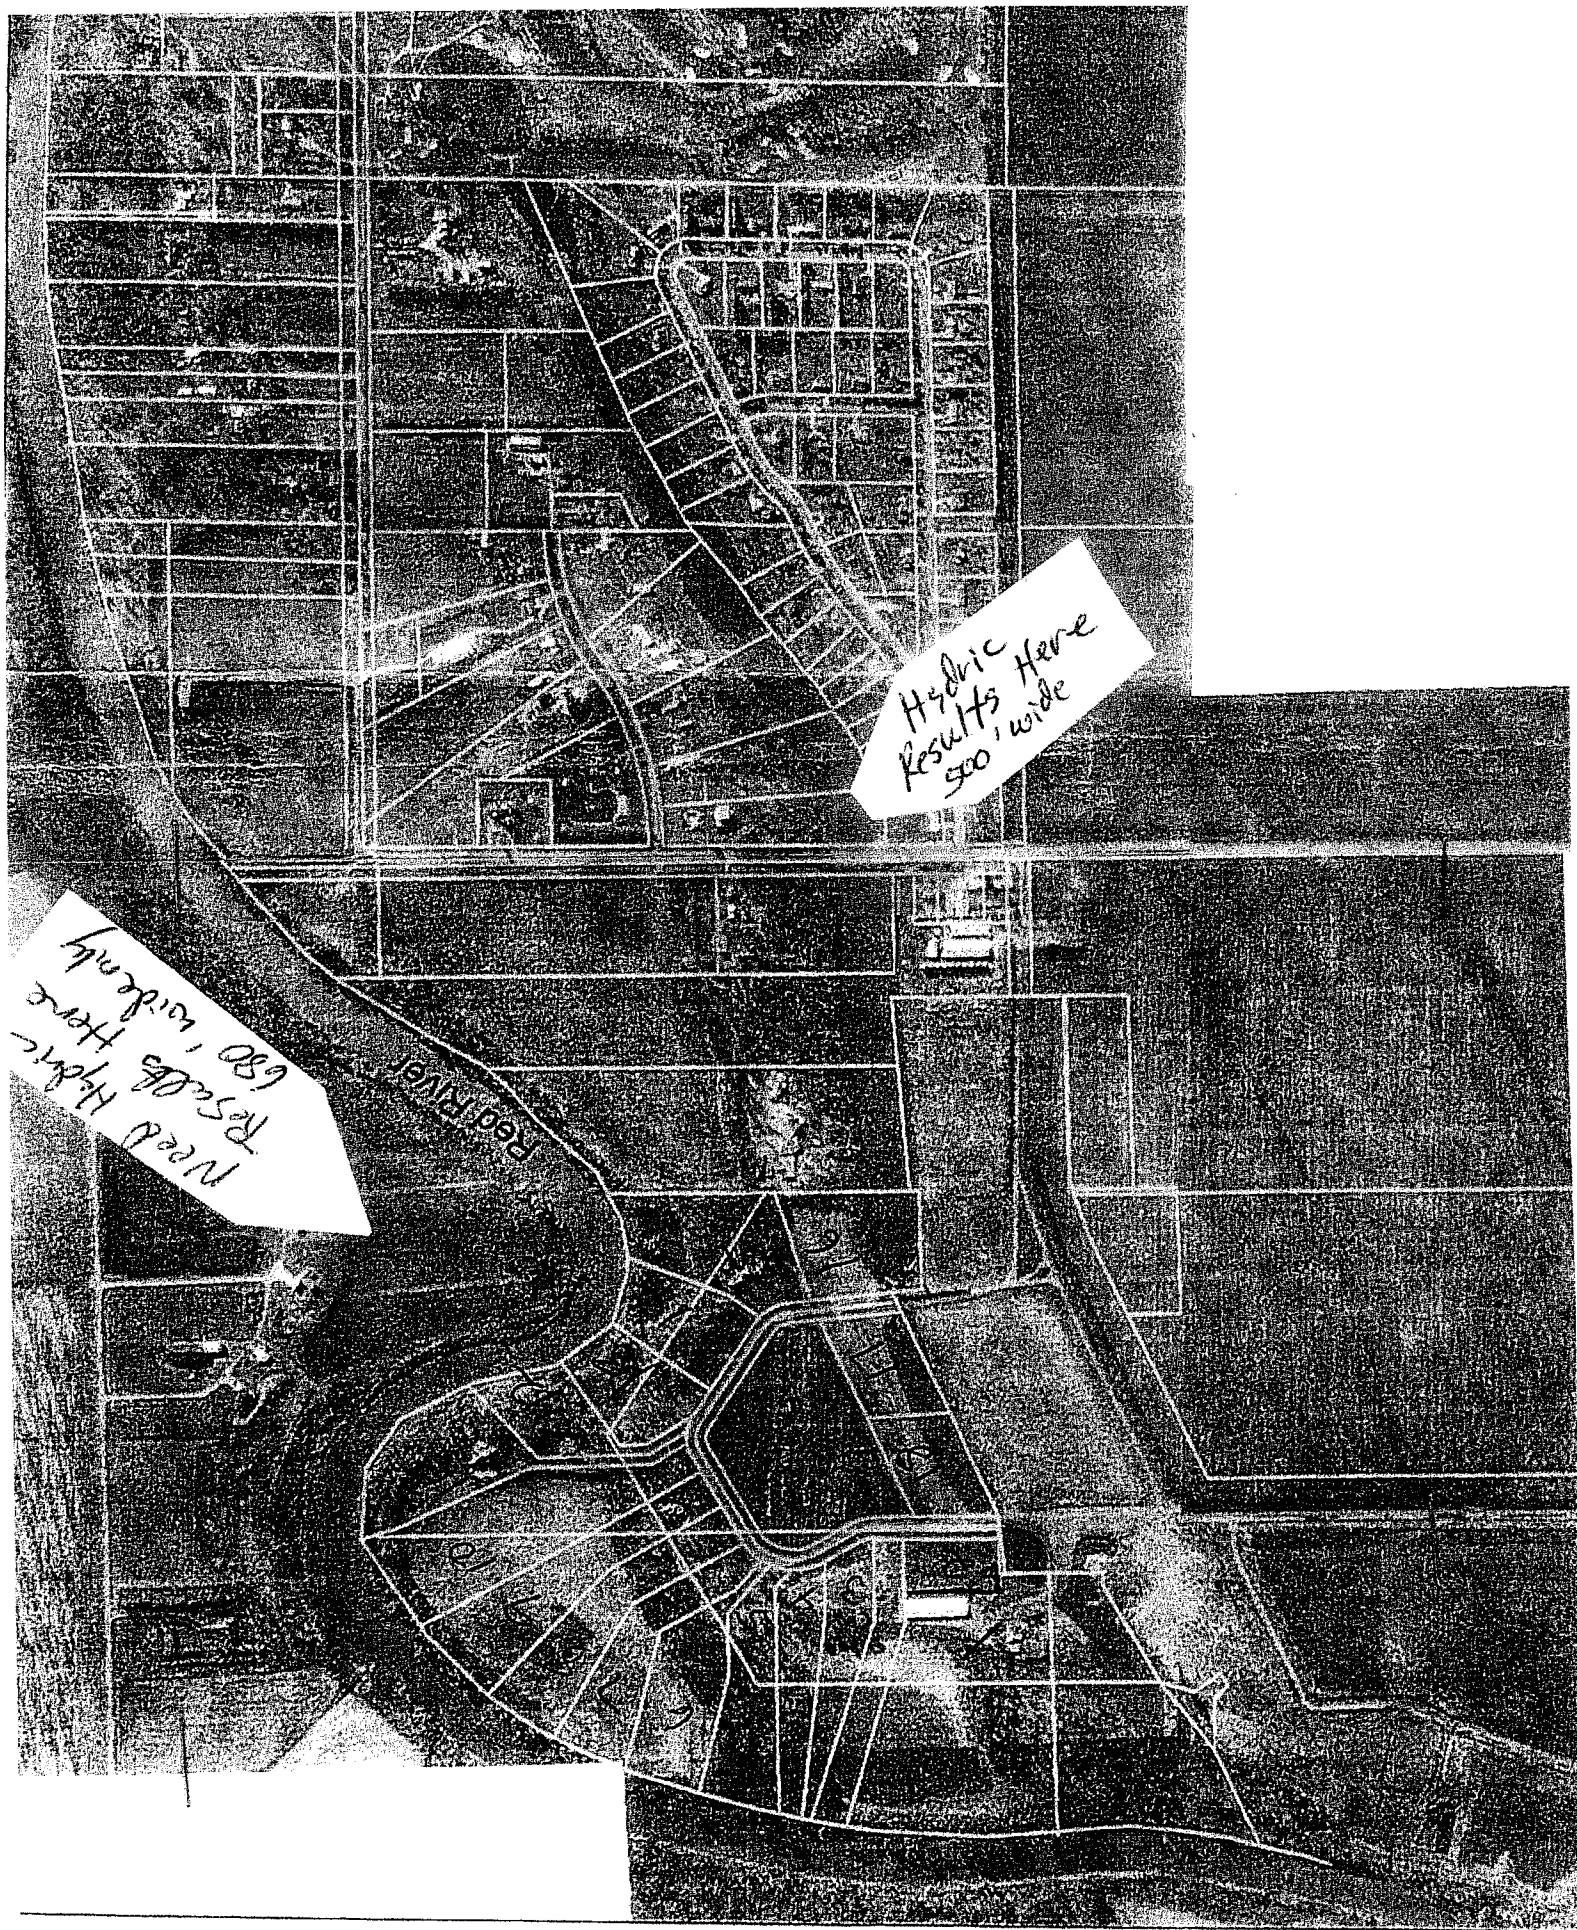 Hydric
Results Here
500' wide
Need Hydric
Results Here
680' wide only
Red River